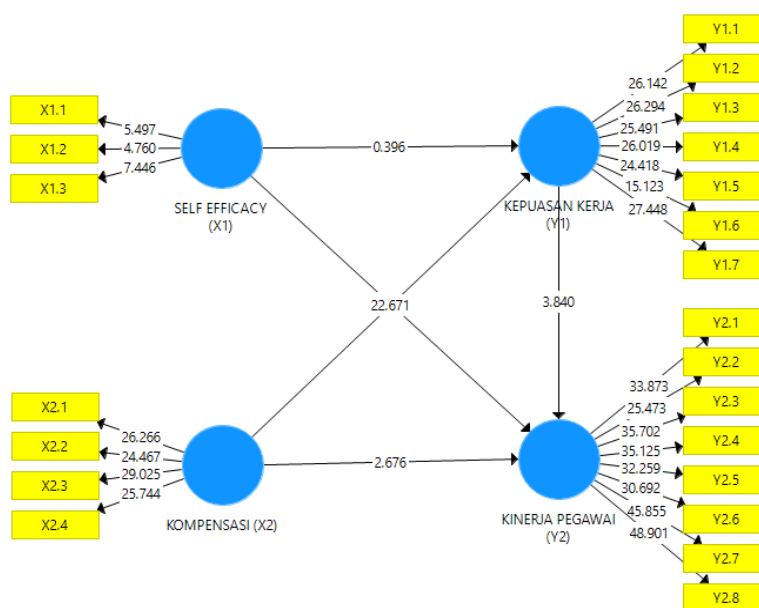 Y1.1
Y1.2
Y1.3
Y1.4
Y1.5
Y1.6
Y1.7
26.142
26.294
25.491
26.019
24.418
15.123
27.448
X1.1
X1.2
X1.3
5.497
4.760
7.446
0.396
SELF EFFICACY
(X1)
KEPUASAN KERJA
(Y1)
22.671
3.840
Y2.1
Y2.2
Y2.3
Y2.4
Y2.5
Y2.6
Y2.7
Y2.8
33.873
25.473
35.702
35.125
32.259
30.692
45.855
48.901
X2.1
X2.2
X2.3
X2.4
26.266
24.467
29.025
25.744
2.676
KOMPENSASI (X2)
KINERJA PEGAWAI
(Y2)